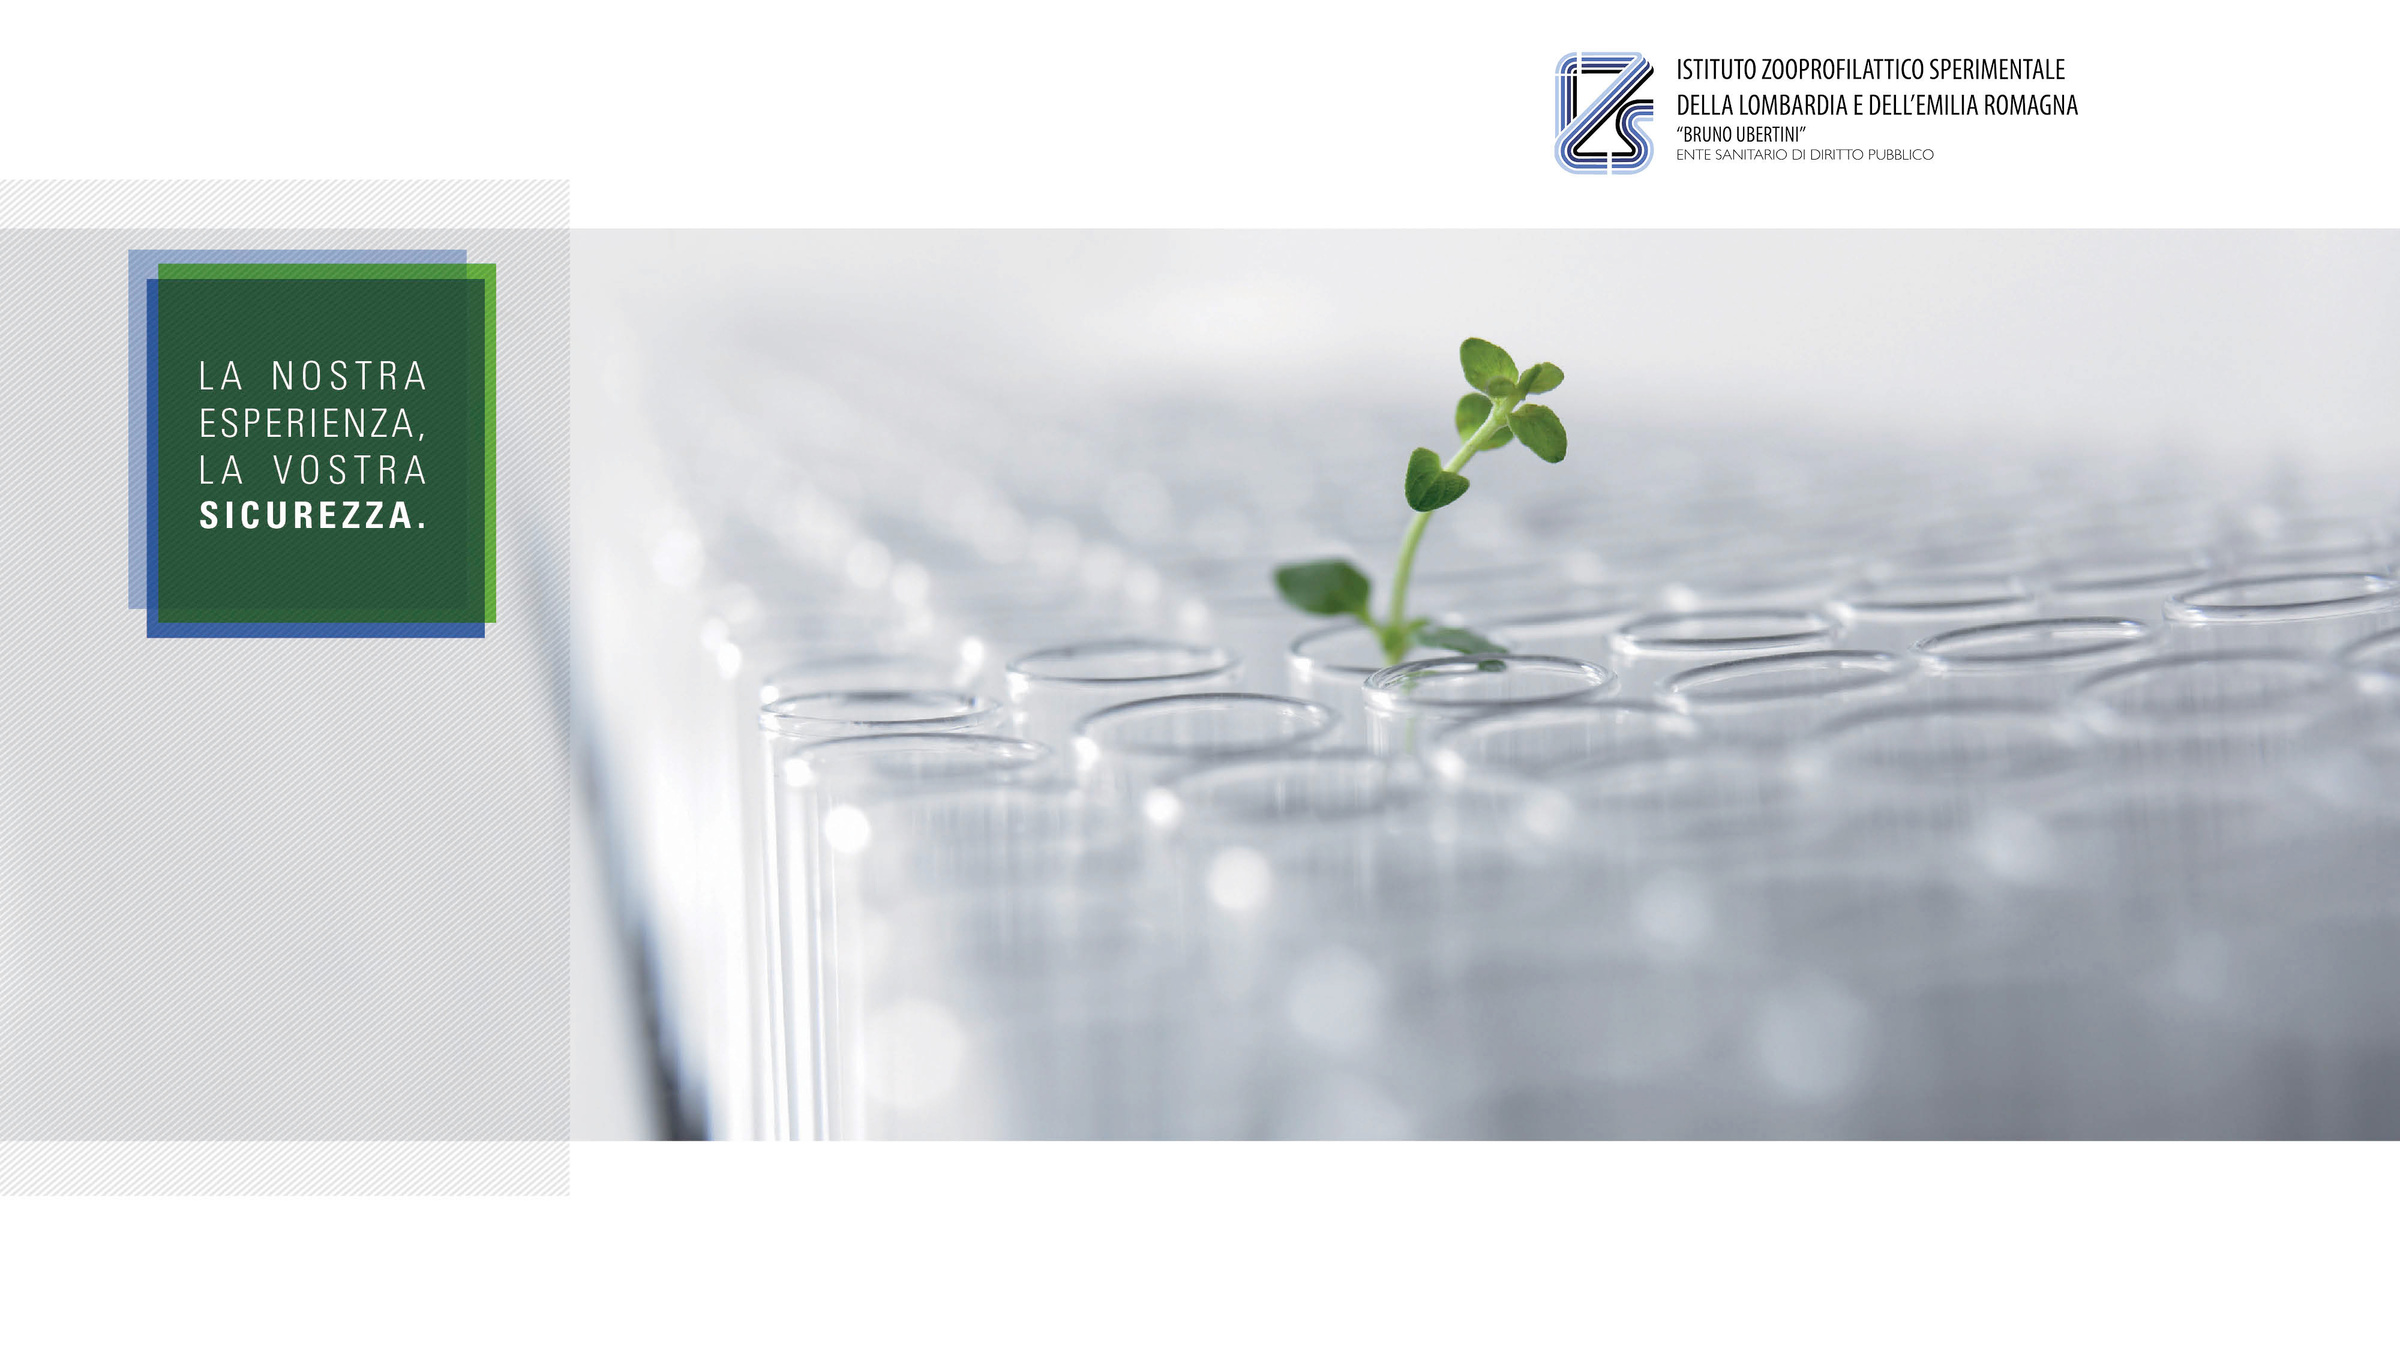 ISTITUTO ZOOPROFILATTICO SPERIMENTALE
DELLA LOMBARDIA E DELL'EMILIA ROMAGNA
“BRUNO UBERTINI”
ENTE SANITARIO DI DIRITTO PUBBLICO
LA NOSTRA
ESPERIENZA,
LA VOSTRA
SICUREZZA.